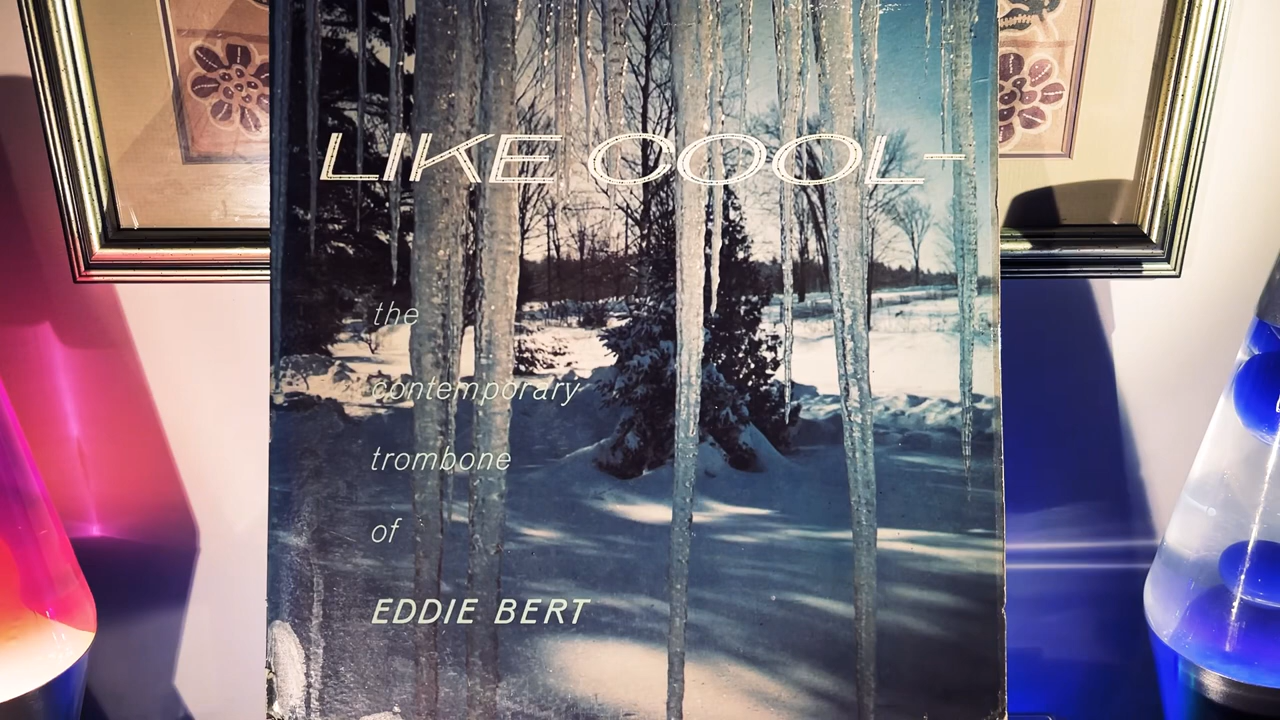 LIKE COOL-
the
contemporary
trombone
of
EDDIE BERT